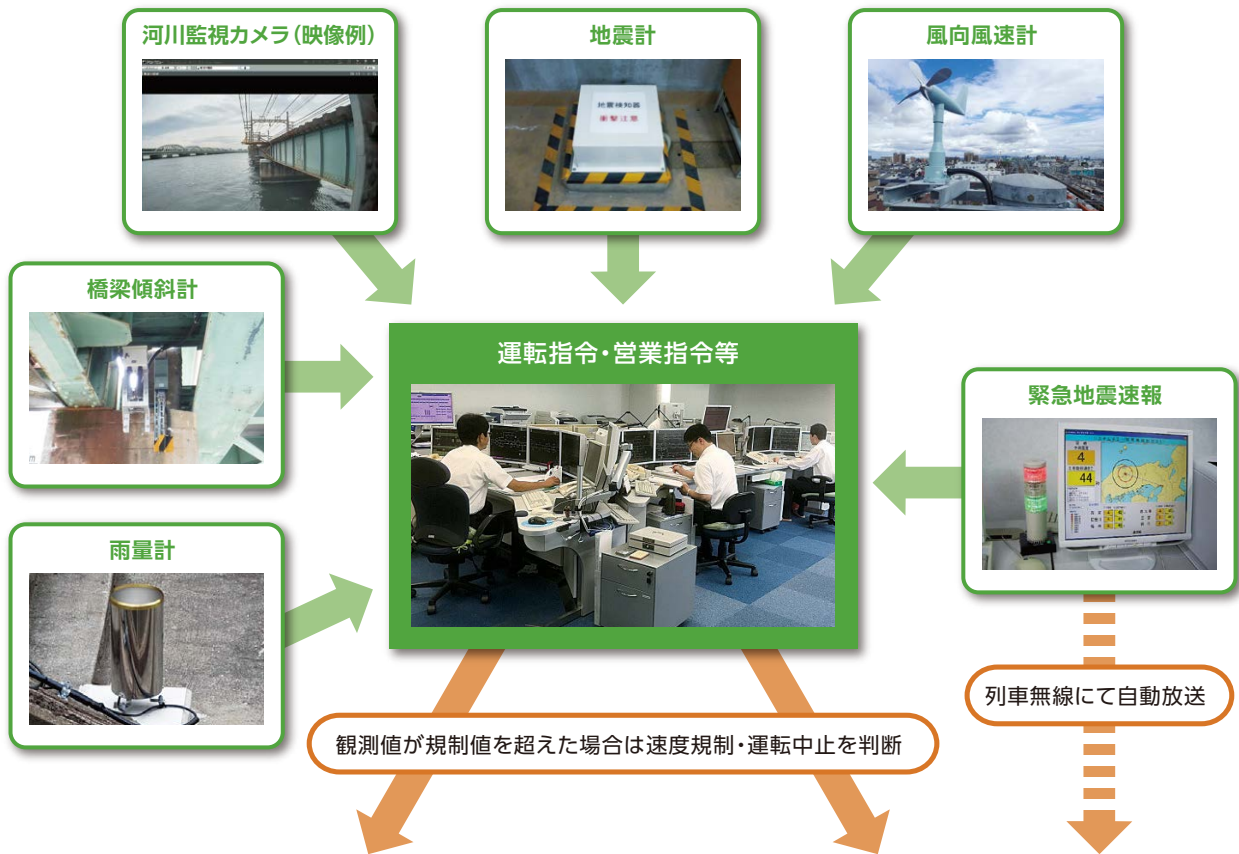 河川監視カメラ（映像例）
地震計
地震検知器
衝撃注意
風向風速計
橋梁傾斜計
運転指令・営業指令等
緊急地震速報
4
44
雨量計
列車無線にて自動放送
観測値が規制値を超えた場合は速度規制・運転中止を判断